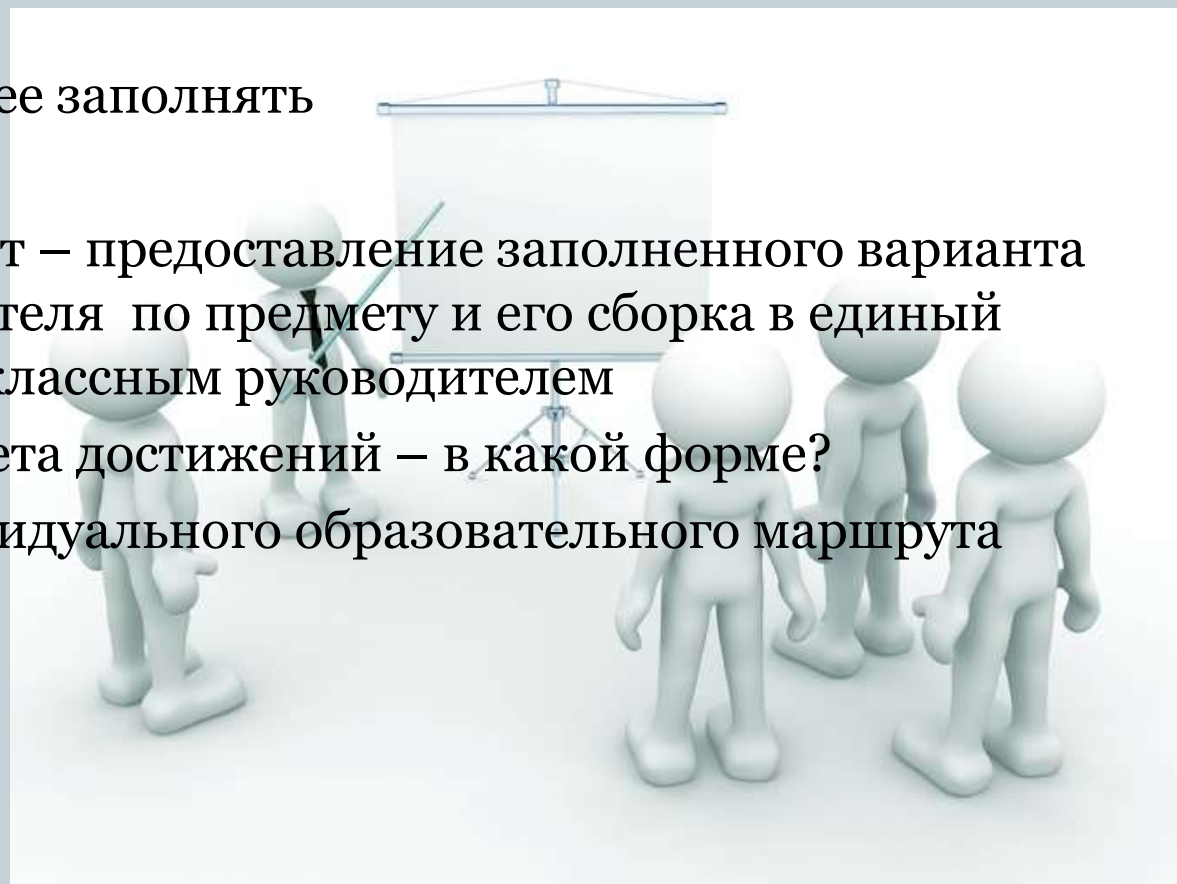 ее заполнять
т – предоставление заполненного варианта
теля по предмету и его сборка в единый
классным руководителем
ета достижений – в какой форме?
идуального образовательного маршрута